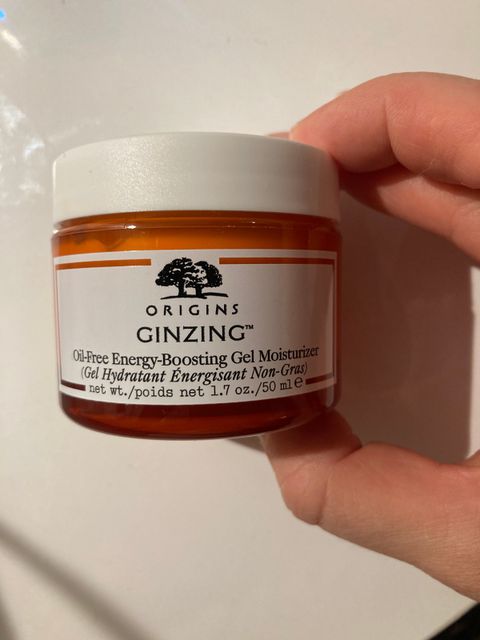 ORIGINS
GINZING™
Oil-Free Energy-Boosting Gel Moisturizer
(Gel Hydratant Énergisant Non-Gras)
net wt./poids net 1.7 oz./50 ml ℮